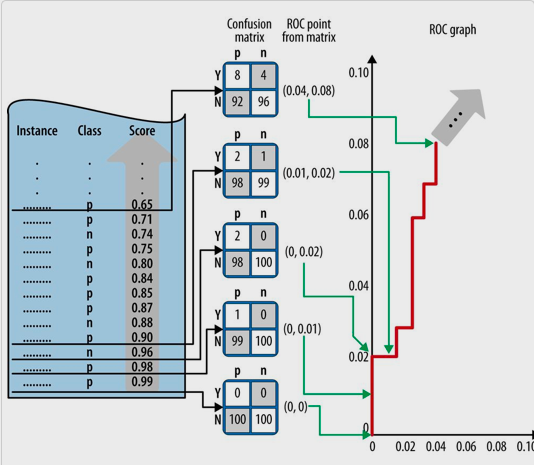 Confusion matrix
ROC point from matrix
ROC graph
Instance Class Score
. . .
. . .
. . .
......... p 0.65
......... p 0.71
......... n 0.74
......... p 0.75
......... n 0.80
......... p 0.84
......... p 0.85
......... p 0.87
......... n 0.88
......... p 0.90
......... n 0.96
......... p 0.98
......... p 0.99
p n
Y 8 4
N 92 96
(0.04, 0.08)
p n
Y 2 1
N 98 99
(0.01, 0.02)
p n
Y 2 0
N 98 100
(0, 0.02)
p n
Y 1 0
N 99 100
(0, 0.01)
p n
Y 0 0
N 100 100
(0, 0)
...
0.10
0.08
0.06
0.04
0.02
0
0 0.02 0.04 0.06 0.08 0.10